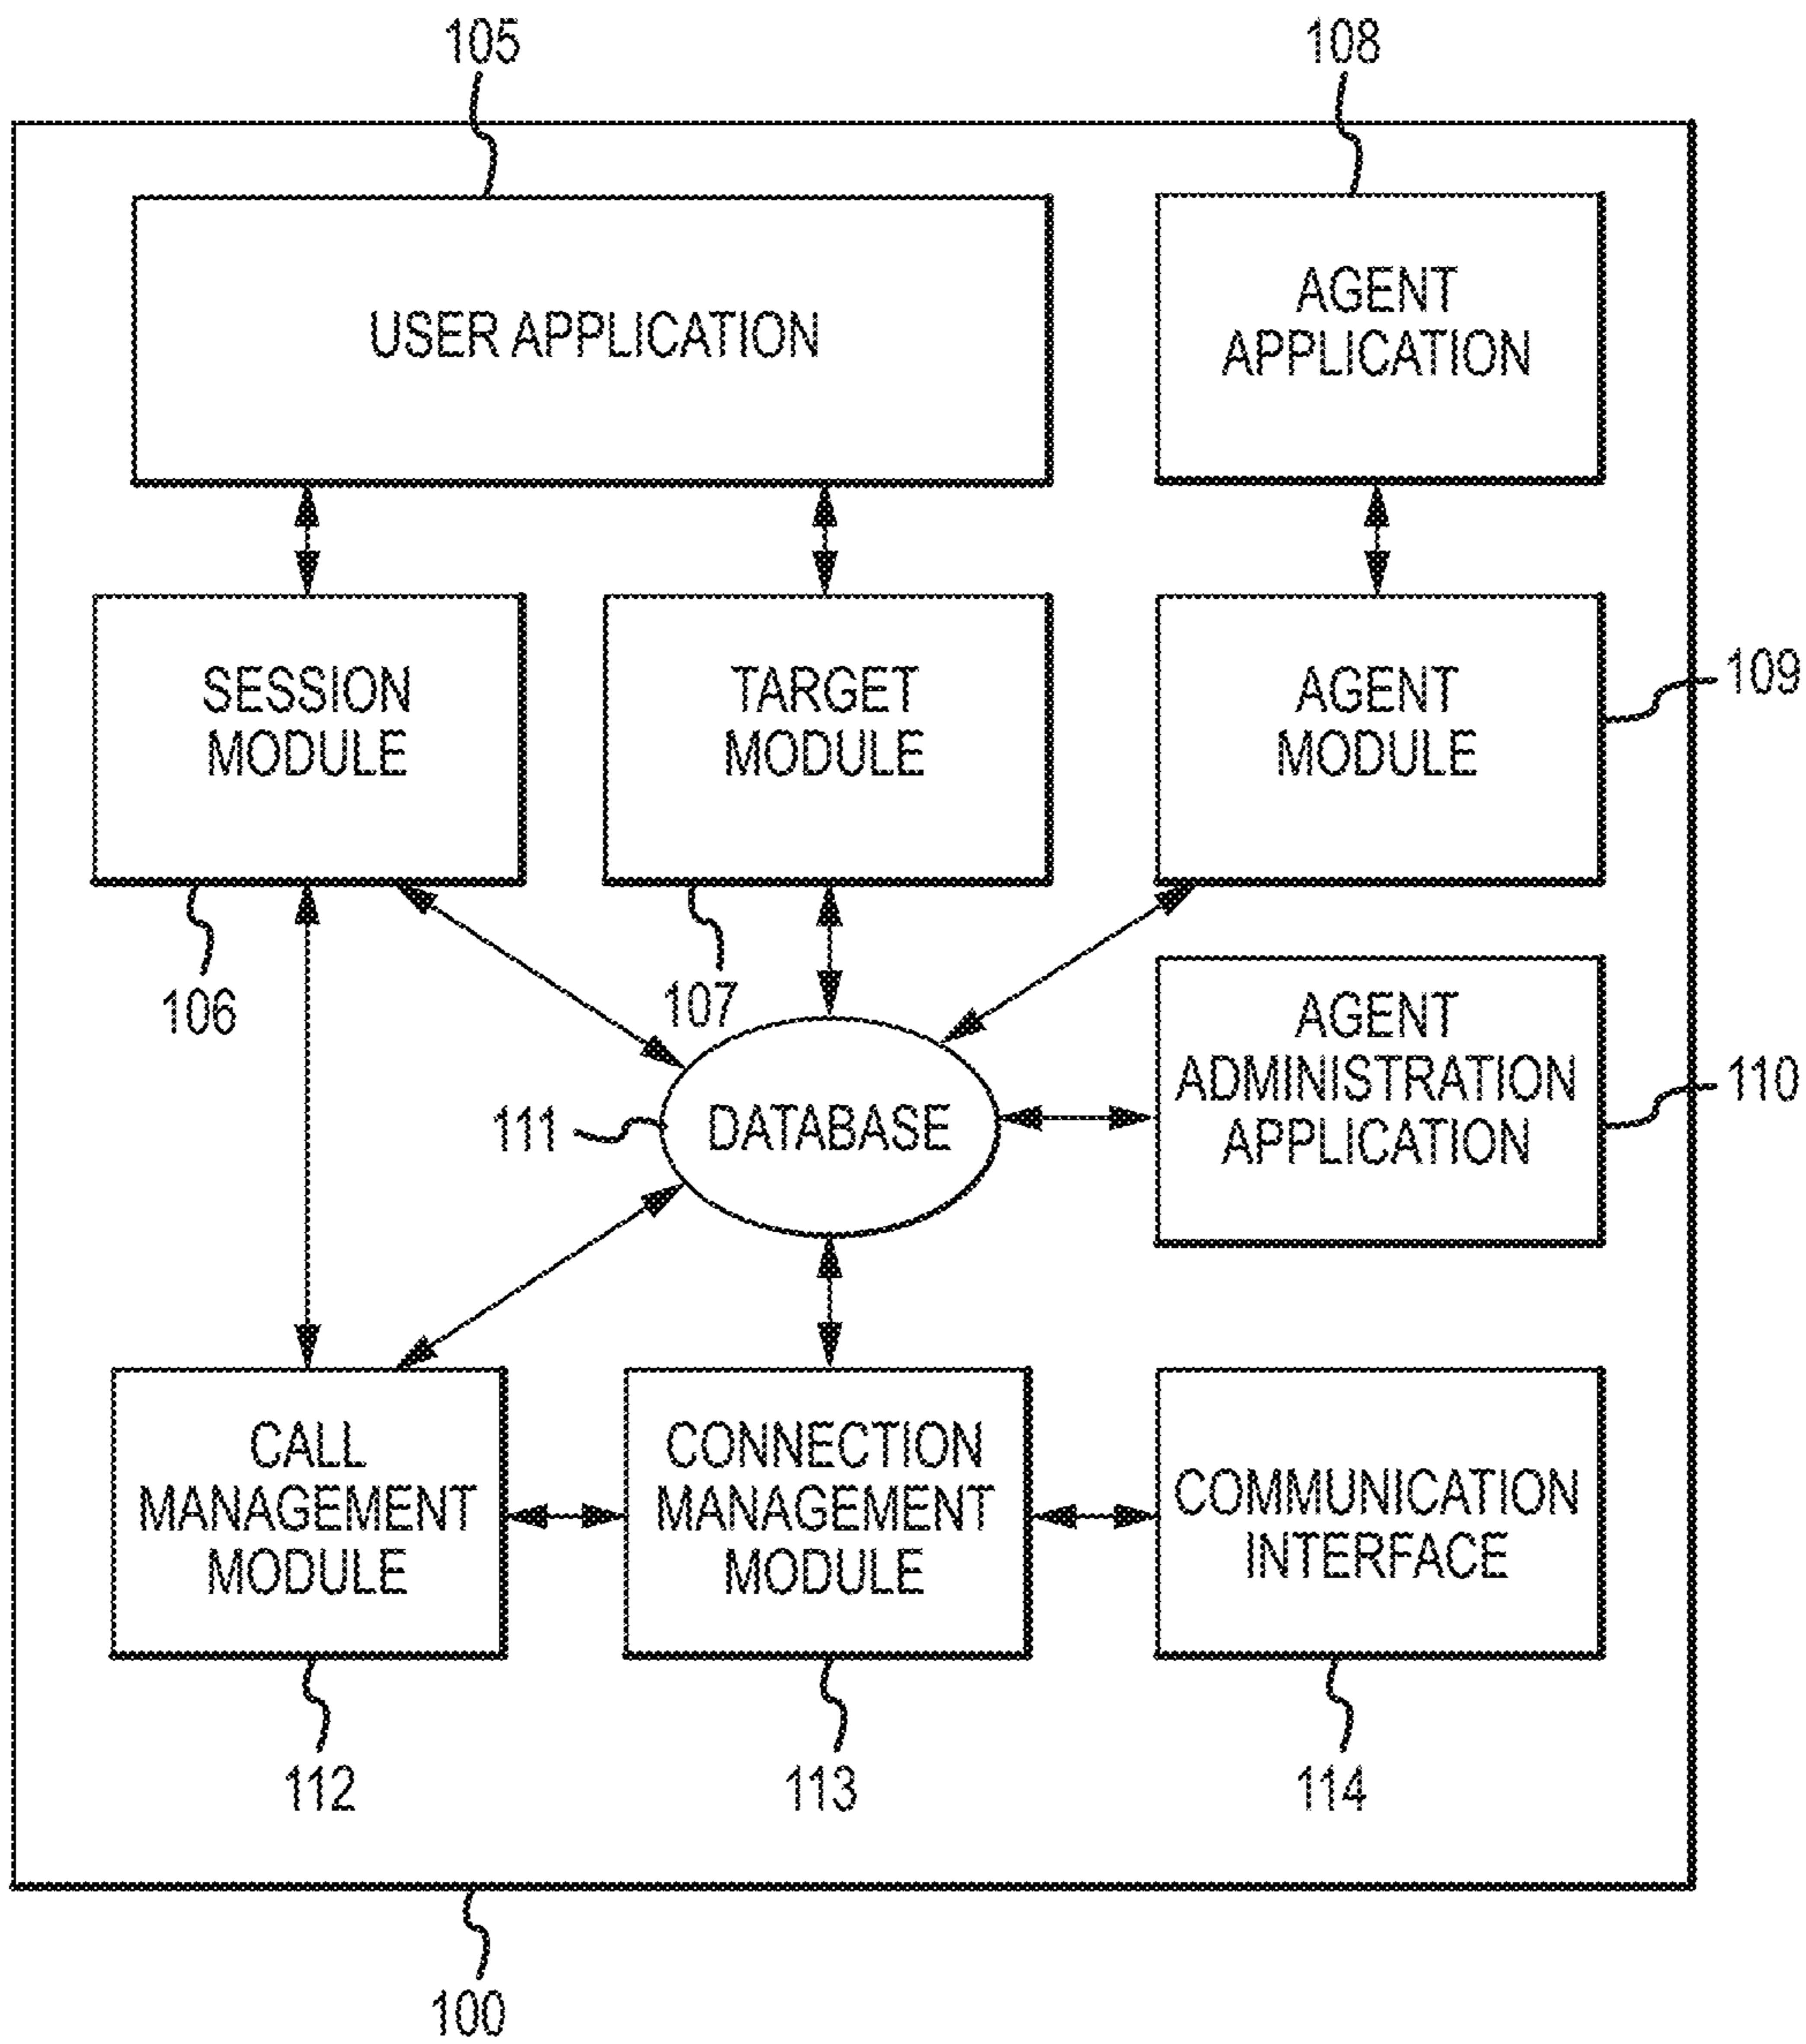 105
108
USER APPLICATION
AGENT
APPLICATION
SESSION
MODULE
TARGET
MODULE
AGENT
MODULE
109
106
107
AGENT
ADMINISTRATION
APPLICATION
110
111
DATABASE
CALL
MANAGEMENT
MODULE
CONNECTION
MANAGEMENT
MODULE
COMMUNICATION
INTERFACE
112
113
114
100